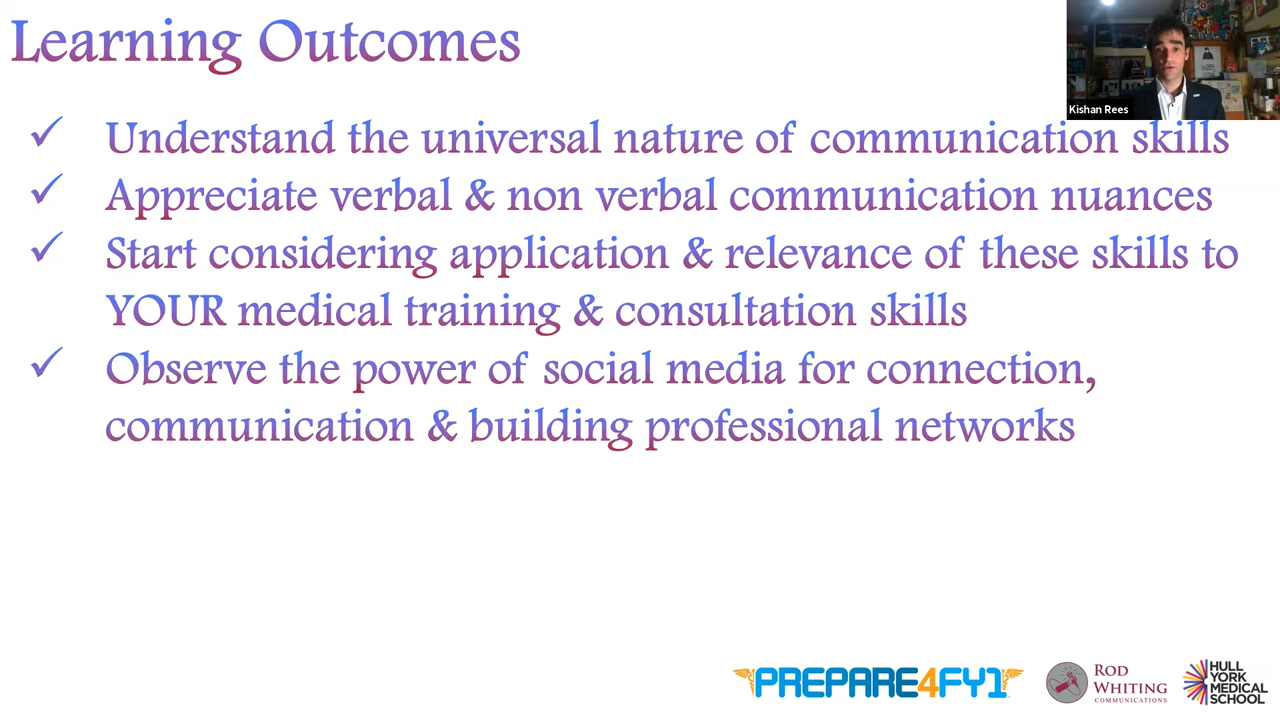 Learning Outcomes
Kishan Rees
✓ Understand the universal nature of communication skills
✓ Appreciate verbal & non verbal communication nuances
✓ Start considering application & relevance of these skills to
YOUR medical training & consultation skills
✓ Observe the power of social media for connection,
communication & building professional networks
PREPARE4FY1
ROD
WHITING
COMMUNICATIONS
HULL
YORK
MEDICAL
SCHOOL